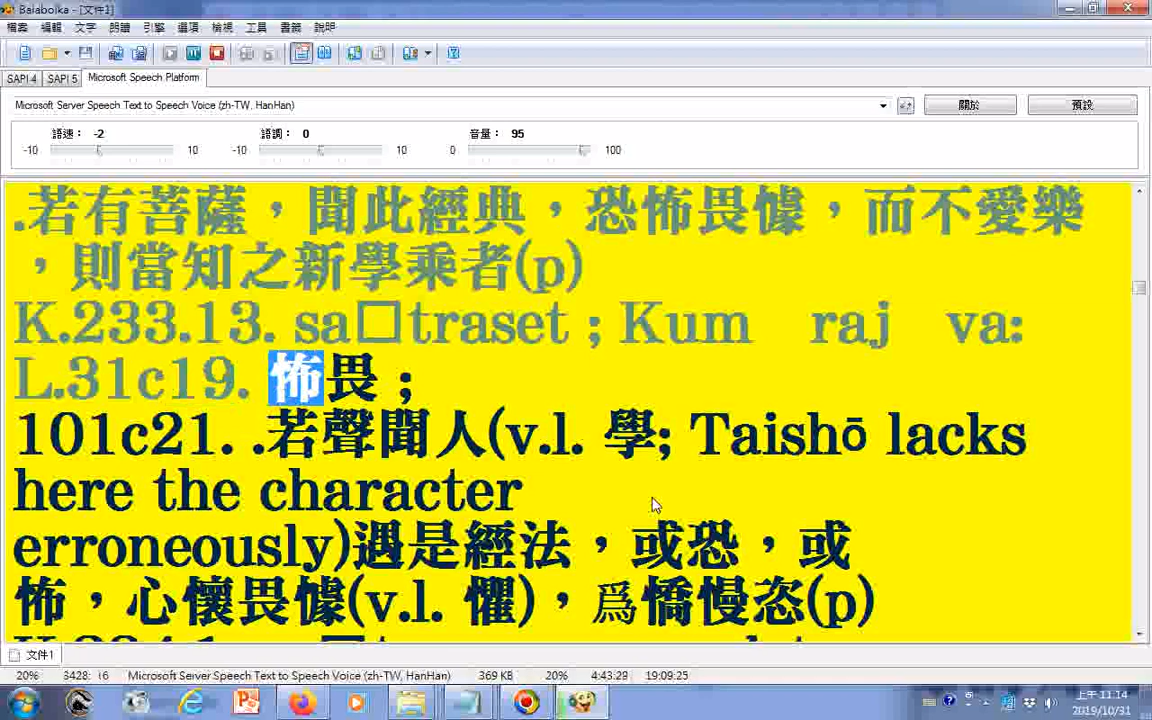 Balabolka - [文件1]
檔案 編輯 文字 朗讀 引擎 選項 檢視 工具 書籤 說明
SAPI 4 SAPI 5 Microsoft Speech Platform
Microsoft Server Speech Text to Speech Voice (zh-TW, HanHan) 關於 預設
語速： -2 語調： 0 音量： 95
-10 10 -10 10 0 100
.若有菩薩，聞此經典，恐怖畏懅，而不愛樂
，則當知之新學乘者(p)
K.233.13. sa□traset ; Kum raj va:
L.31c19. 怖畏；
101c21. .若聲聞人(v.l. 學; Taishō lacks
here the character
erroneously)遇是經法，或恐，或
怖，心懷畏懅(v.l. 懼)，爲憍慢恣(p)
文件1
20% 3428: 16 Microsoft Server Speech Text to Speech Voice (zh-TW, HanHan) 369 KB 20% 4:43:29 19:09:25
上午 11:14
2019/10/31